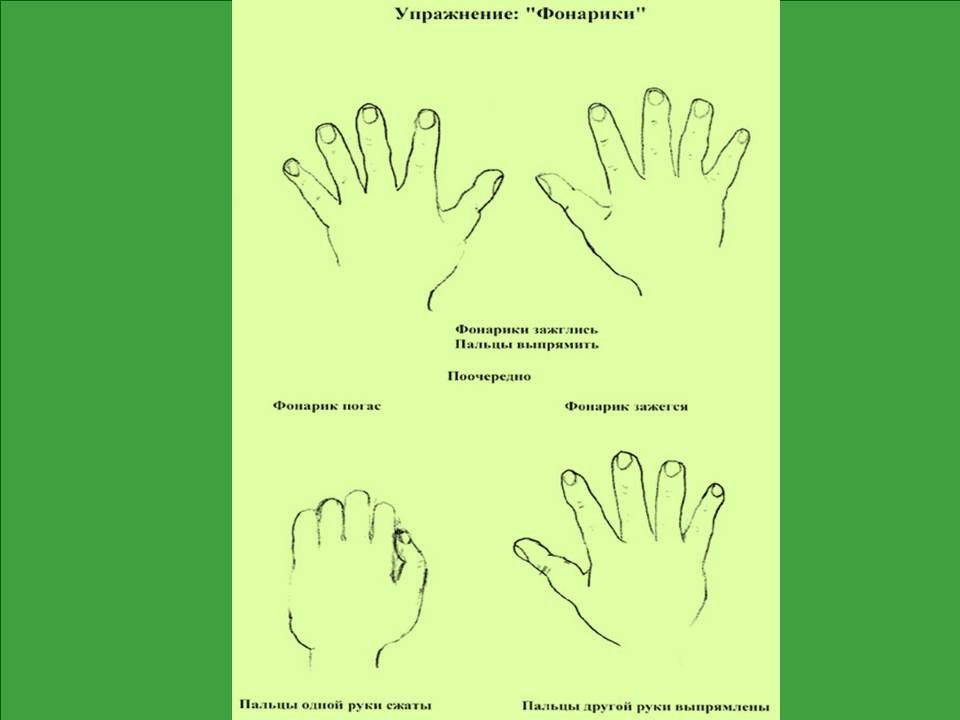 Упражнение: "Фонарики"
Фонарики зажглись
Пальцы выпрямить
Поочередно
Фонарик погас
Фонарик зажегся
Пальцы одной руки сжаты
Пальцы другой руки выпрямлены